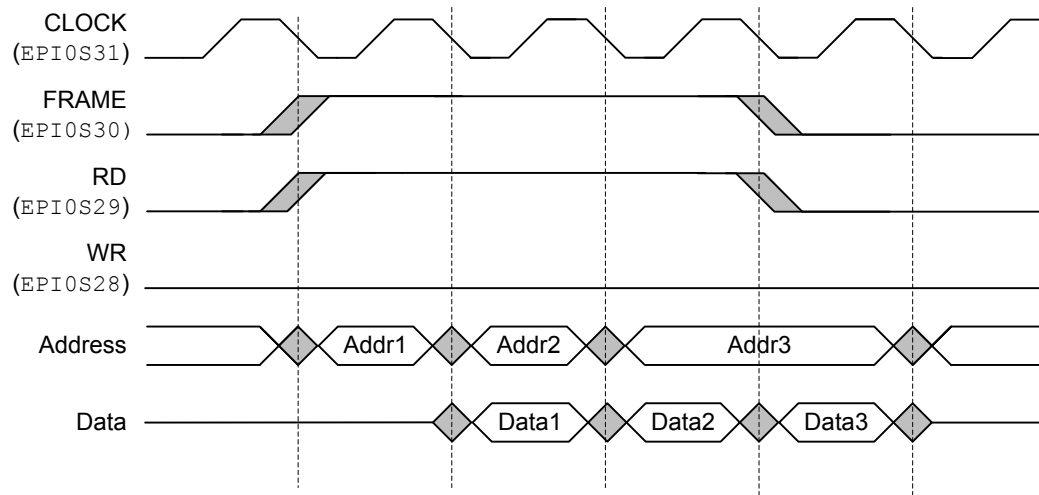 CLOCK
(EPI0S31)
FRAME
(EPI0S30)
RD
(EPI0S29)
WR
(EPI0S28)
Address Addr1 Addr2 Addr3
Data Data1 Data2 Data3